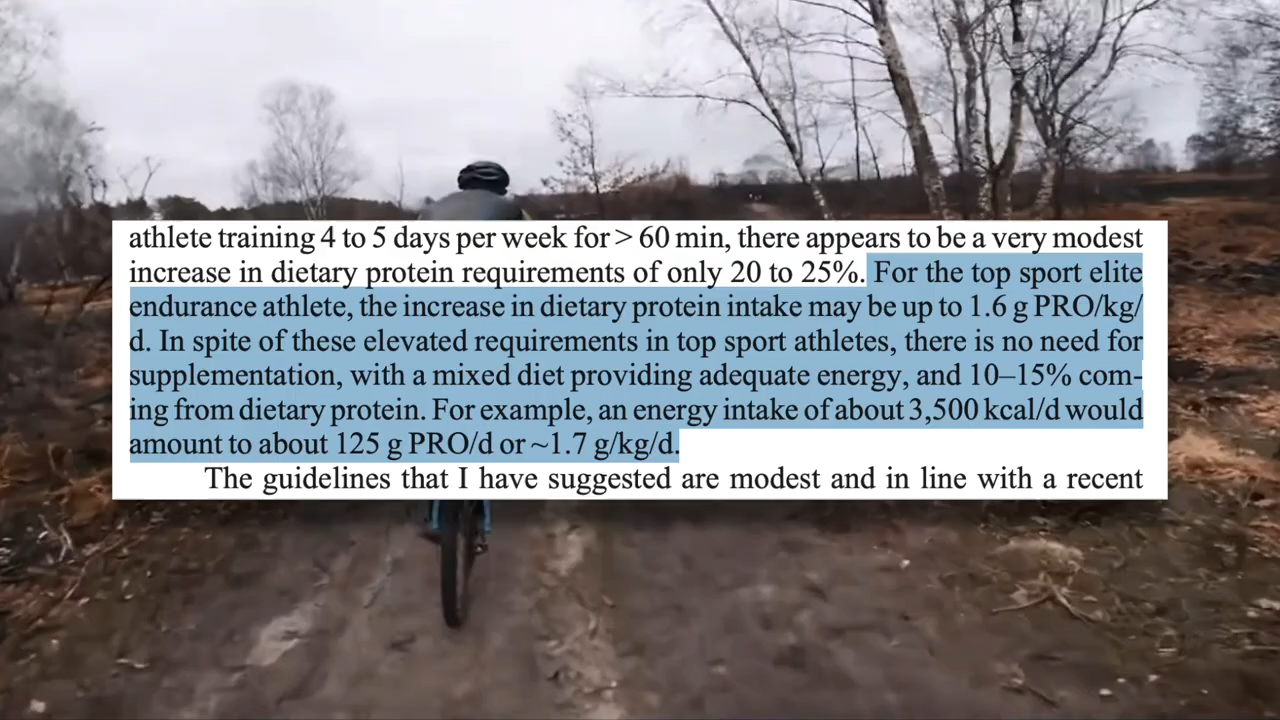 athlete training 4 to 5 days per week for > 60 min, there appears to be a very modest
increase in dietary protein requirements of only 20 to 25%. For the top sport elite
endurance athlete, the increase in dietary protein intake may be up to 1.6 g PRO/kg/
d. In spite of these elevated requirements in top sport athletes, there is no need for
supplementation, with a mixed diet providing adequate energy, and 10–15% com-
ing from dietary protein. For example, an energy intake of about 3,500 kcal/d would
amount to about 125 g PRO/d or ~1.7 g/kg/d.
The guidelines that I have suggested are modest and in line with a recent